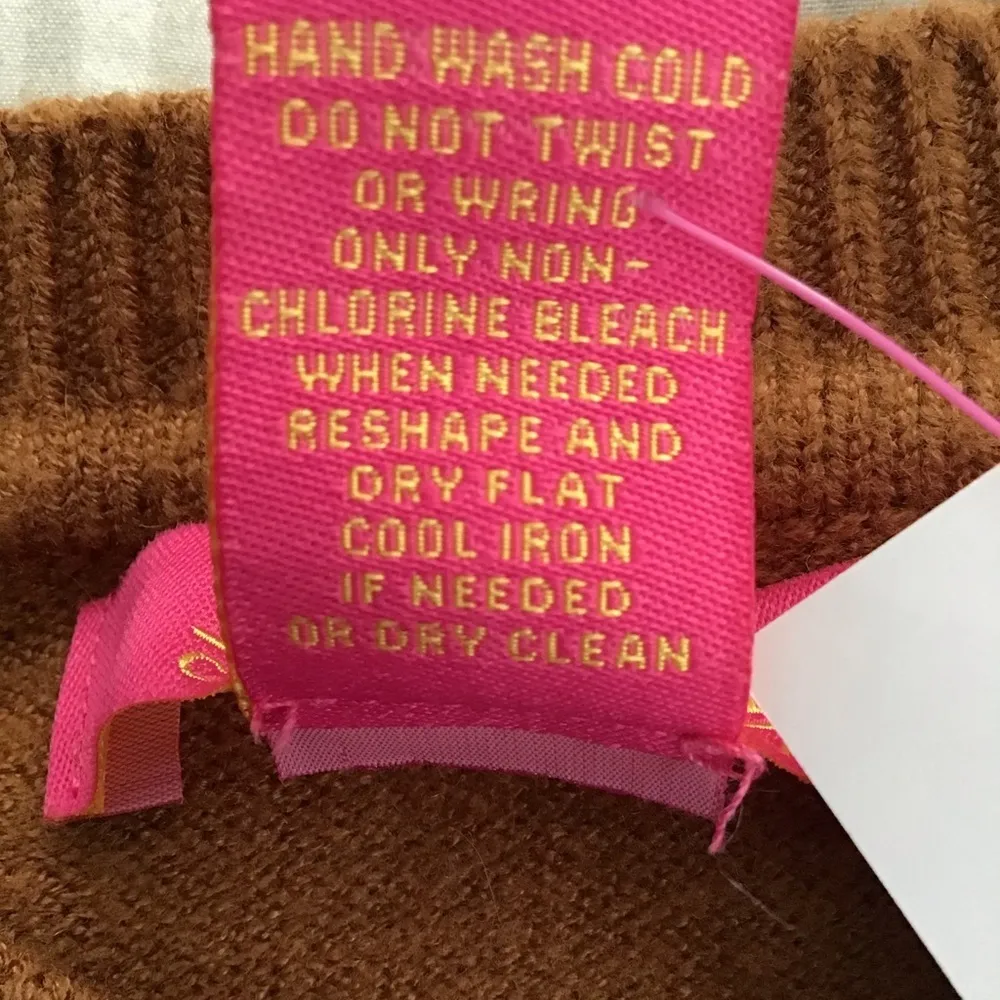 HAND WASH COLD
DO NOT TWIST
OR WRING
ONLY NON-
CHLORINE BLEACH
WHEN NEEDED
RESHAPE AND
DRY FLAT
COOL IRON
IF NEEDED
OR DRY CLEAN